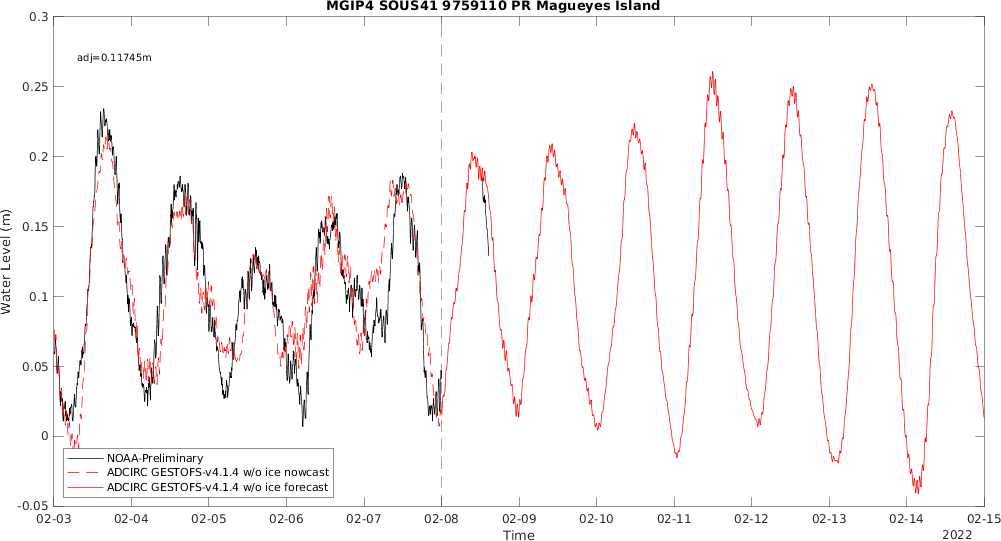 MGIP4 SOUS41 9759110 PR Magueyes Island
0.3
adj=0.11745m
0.25
0.2
0.15
0.1
0.05
0
-0.05
Water Level (m)
NOAA-Preliminary
ADCIRC GESTOFS-v4.1.4 w/o ice nowcast
ADCIRC GESTOFS-v4.1.4 w/o ice forecast
02-03 02-04 02-05 02-06 02-07 02-08 02-09 02-10 02-11 02-12 02-13 02-14 02-15
Time
2022